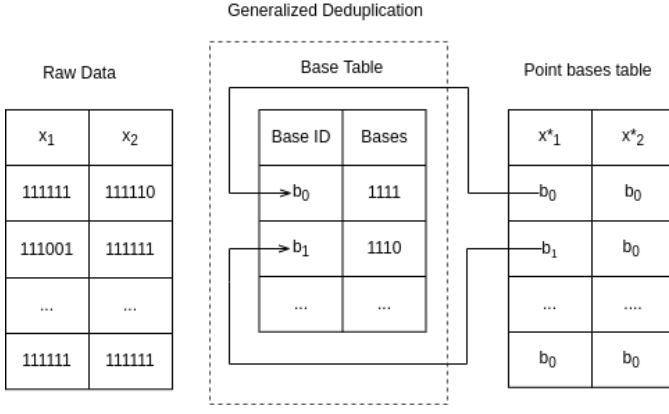 Generalized Deduplication
Raw Data
Base Table
Point bases table
x1 x2
Base ID Bases
x*1 x*2
111111 111110
b0 1111
b0 b0
111001 111111
b1 1110
b1 b0
... ...
... ...
... ....
111111 111111
b0 b0